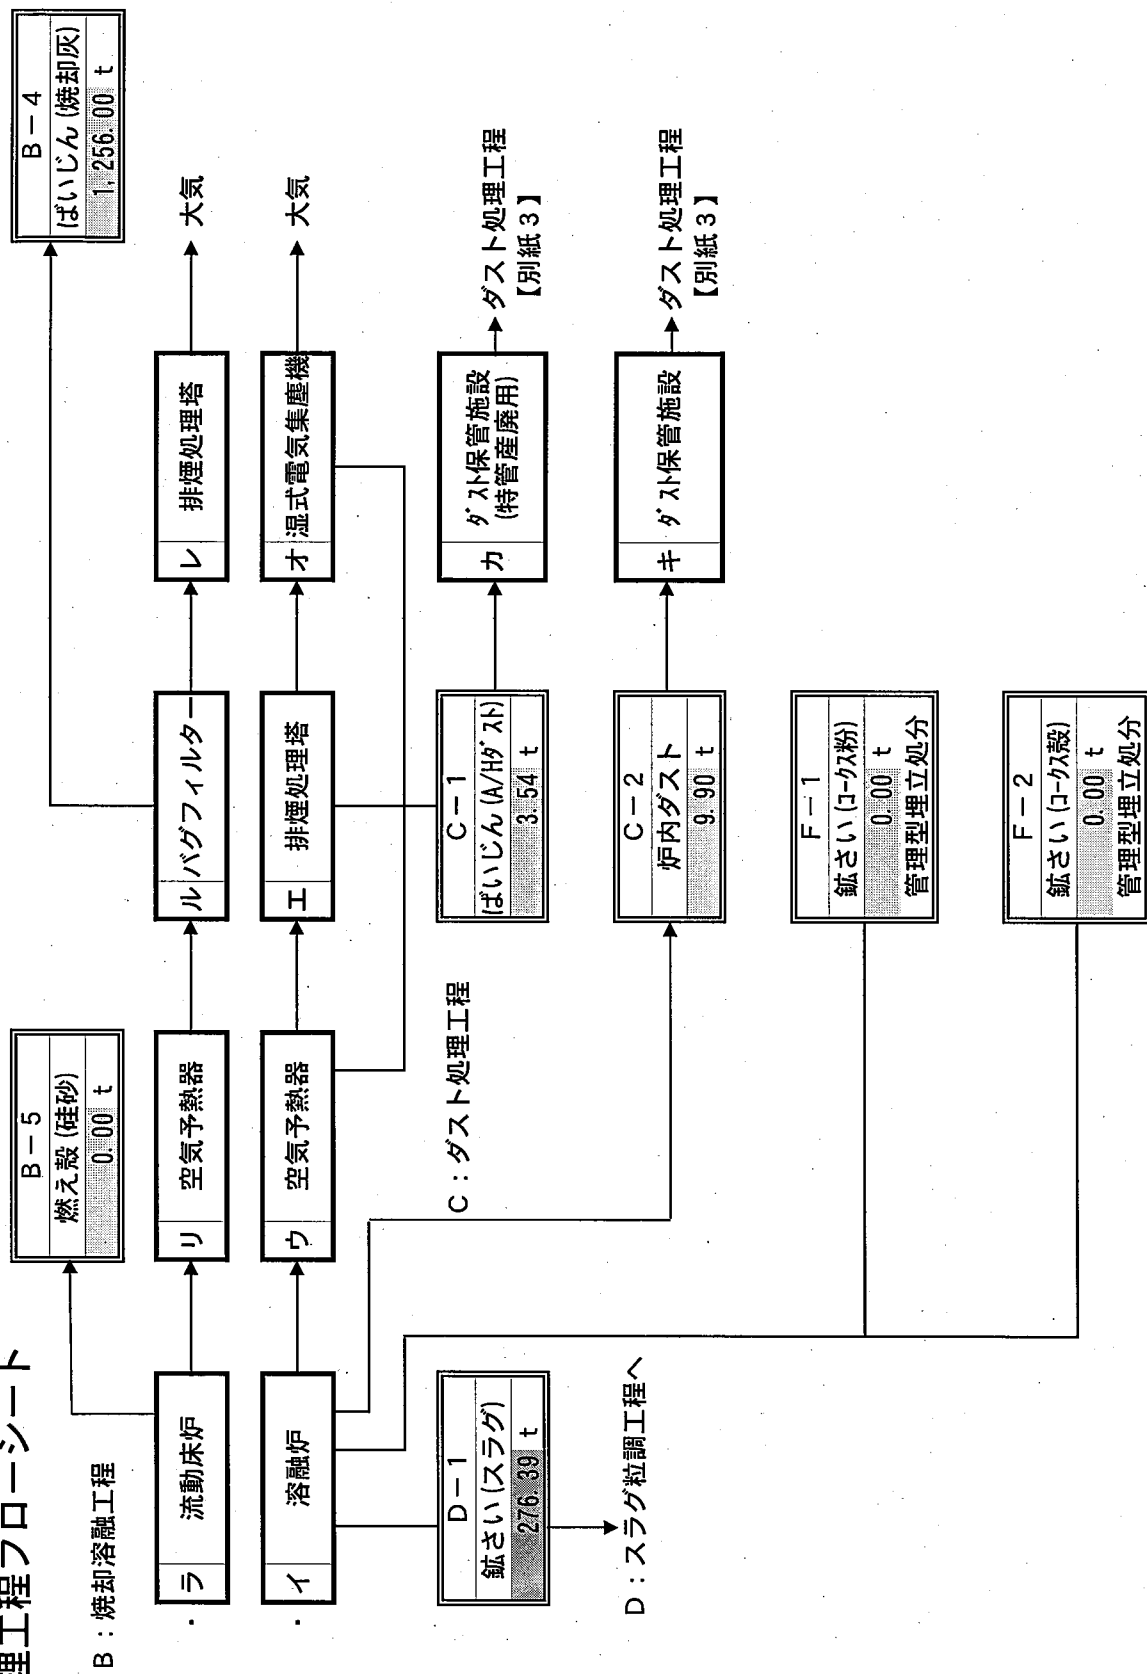 理工程フローシート
B：焼却溶融工程
B－5
燃え殻(硅砂)
0.00 t
B－4
ばいじん(焼却灰)
1,256.00 t
ラ 流動床炉
リ 空気予熱器
ル バグフィルター
レ 排煙処理塔
大気
イ 溶融炉
ウ 空気予熱器
エ 排煙処理塔
オ 湿式電気集塵機
大気
D－1
鉱さい(スラグ)
276.39 t
D：スラグ粒調工程へ
C：ダスト処理工程
C－1
ばいじん(A/Hﾀﾞｽﾄ)
3.54 t
カ ﾀﾞｽﾄ保管施設
(特管産廃用)
ダスト処理工程
【別紙3】
C－2
炉内ダスト
9.90 t
キ ﾀﾞｽﾄ保管施設
ダスト処理工程
【別紙3】
F－1
鉱さい(ｺｰｸｽ粉)
0.00 t
管理型埋立処分
F－2
鉱さい(ｺｰｸｽ殻)
0.00 t
管理型埋立処分